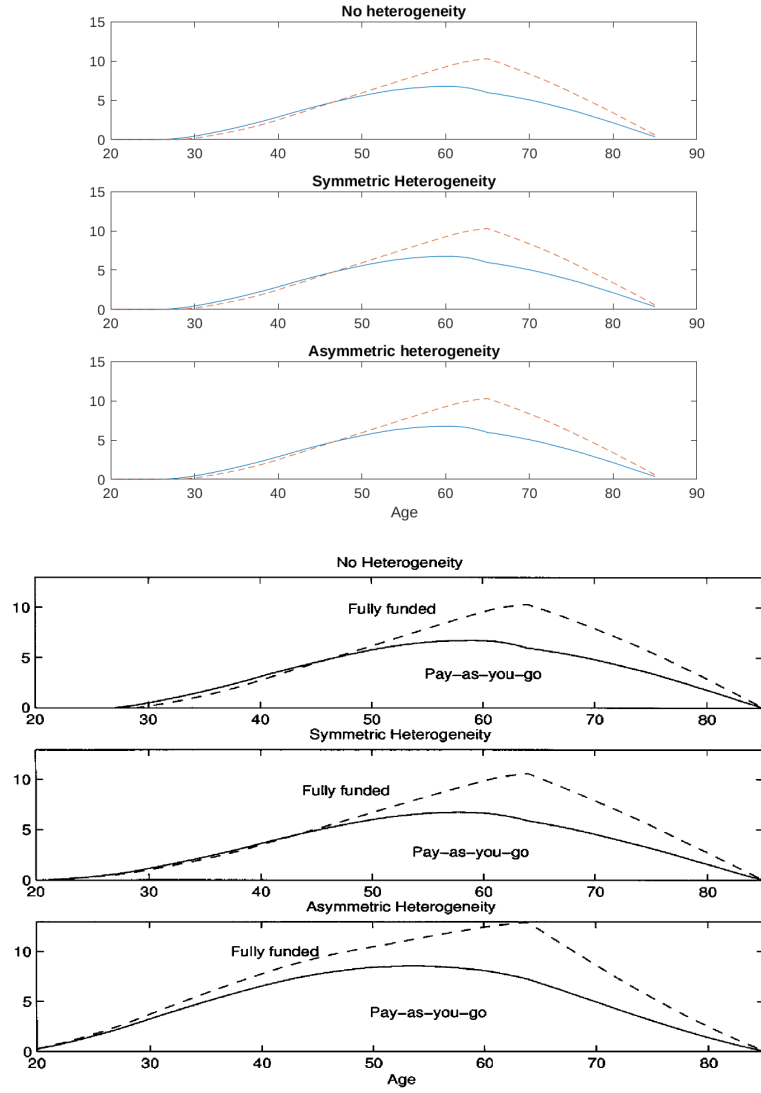 No heterogeneity
15
10
5
0
20 30 40 50 60 70 80 90
Symmetric Heterogeneity
15
10
5
0
20 30 40 50 60 70 80 90
Asymmetric heterogeneity
15
10
5
0
20 30 40 50 60 70 80 90
Age
No Heterogeneity
10
Fully funded
5
Pay–as–you–go
0
20 30 40 50 60 70 80
Symmetric Heterogeneity
10
Fully funded
5
Pay–as–you–go
0
20 30 40 50 60 70 80
Asymmetric Heterogeneity
Fully funded
10
5
Pay–as–you–go
0
20 30 40 50 60 70 80
Age